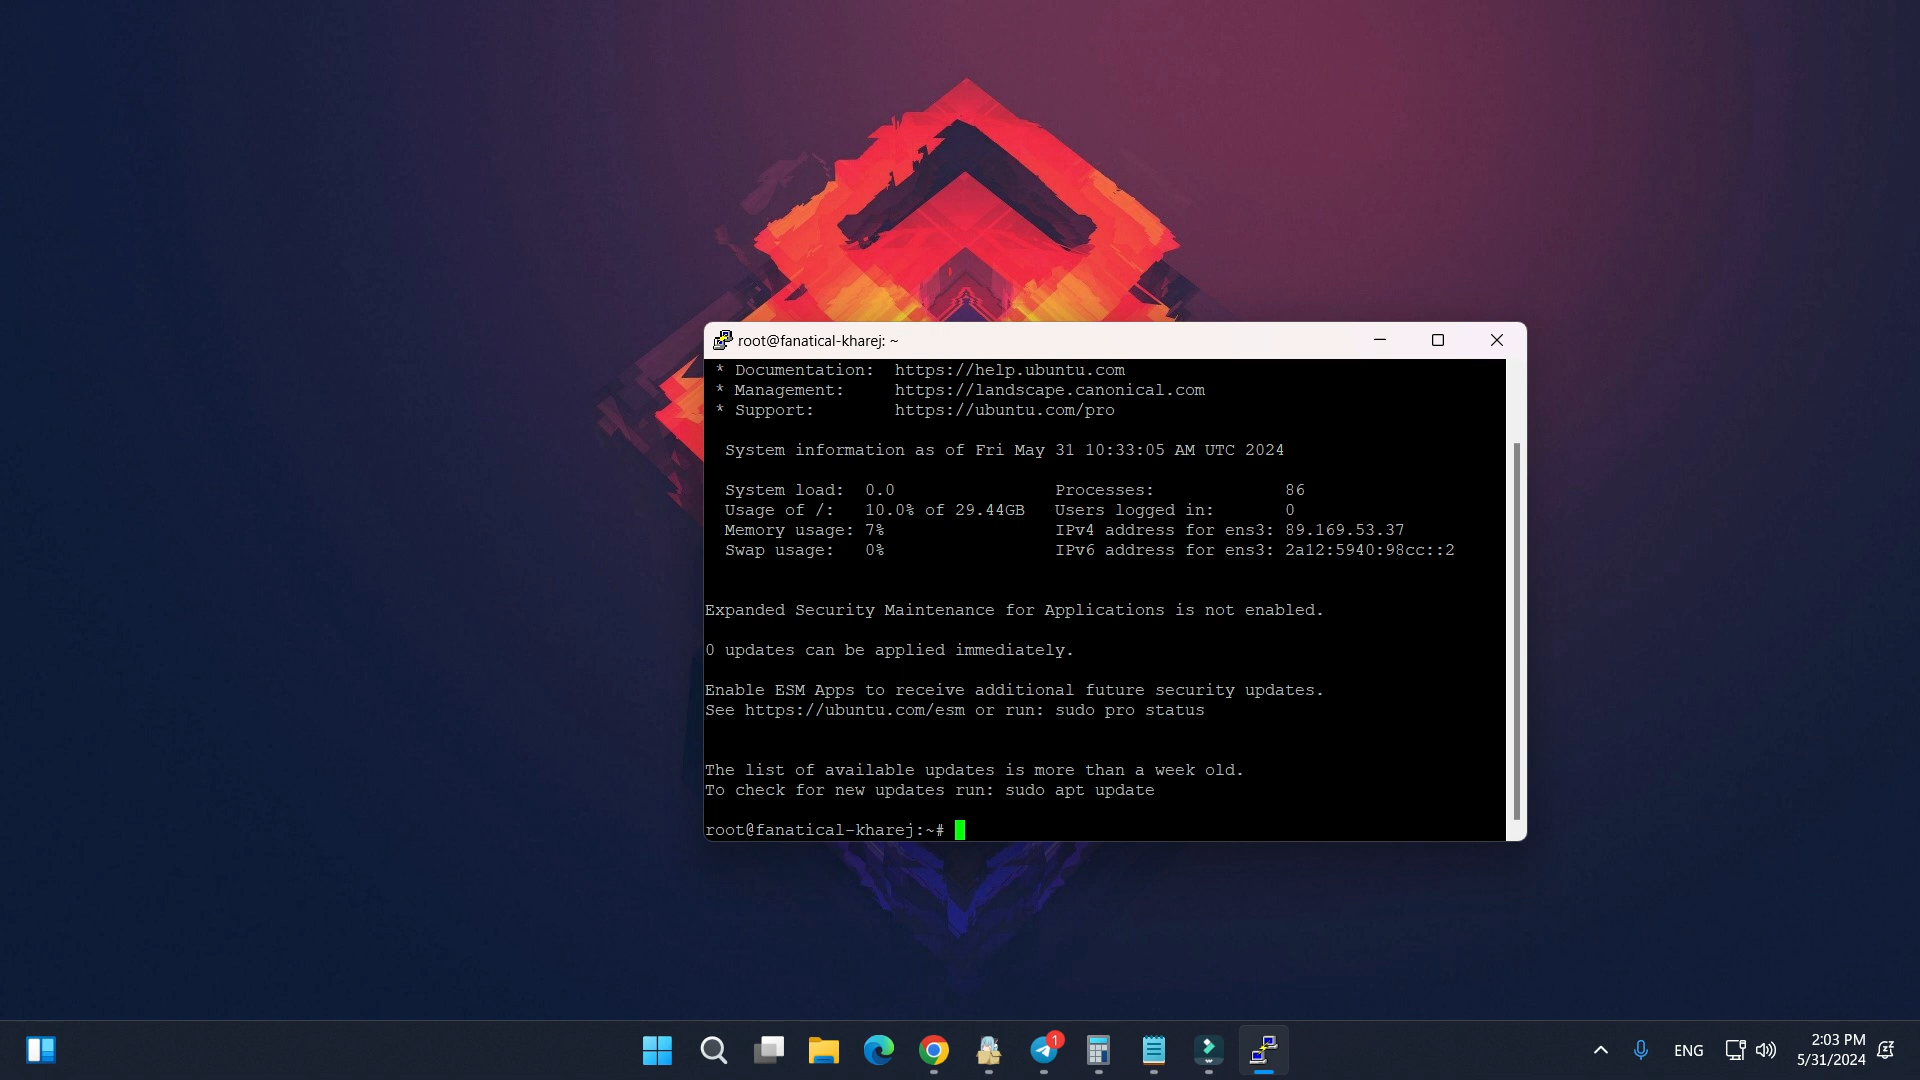 root@fanatical-kharej: ~
* Documentation:  https://help.ubuntu.com
* Management:     https://landscape.canonical.com
* Support:        https://ubuntu.com/pro
System information as of Fri May 31 10:33:05 AM UTC 2024
System load:  0.0                Processes:             86
Usage of /:   10.0% of 29.44GB   Users logged in:       0
Memory usage: 7%                 IPv4 address for ens3: 89.169.53.37
Swap usage:   0%                 IPv6 address for ens3: 2a12:5940:98cc::2
Expanded Security Maintenance for Applications is not enabled.
0 updates can be applied immediately.
Enable ESM Apps to receive additional future security updates.
See https://ubuntu.com/esm or run: sudo pro status
The list of available updates is more than a week old.
To check for new updates run: sudo apt update
root@fanatical-kharej:~#
1
ENG
2:03 PM
5/31/2024